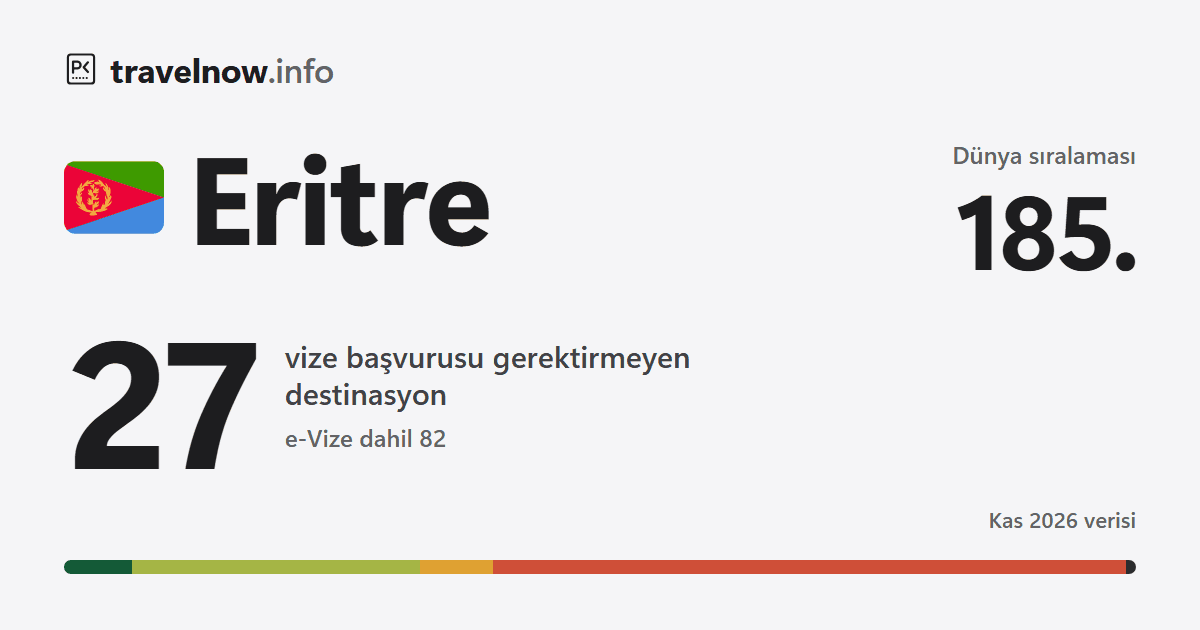 travelnow.info
Eritre
Dünya sıralaması
185.
27
vize başvurusu gerektirmeyen
destinasyon
e-Vize dahil 82
Kas 2026 verisi